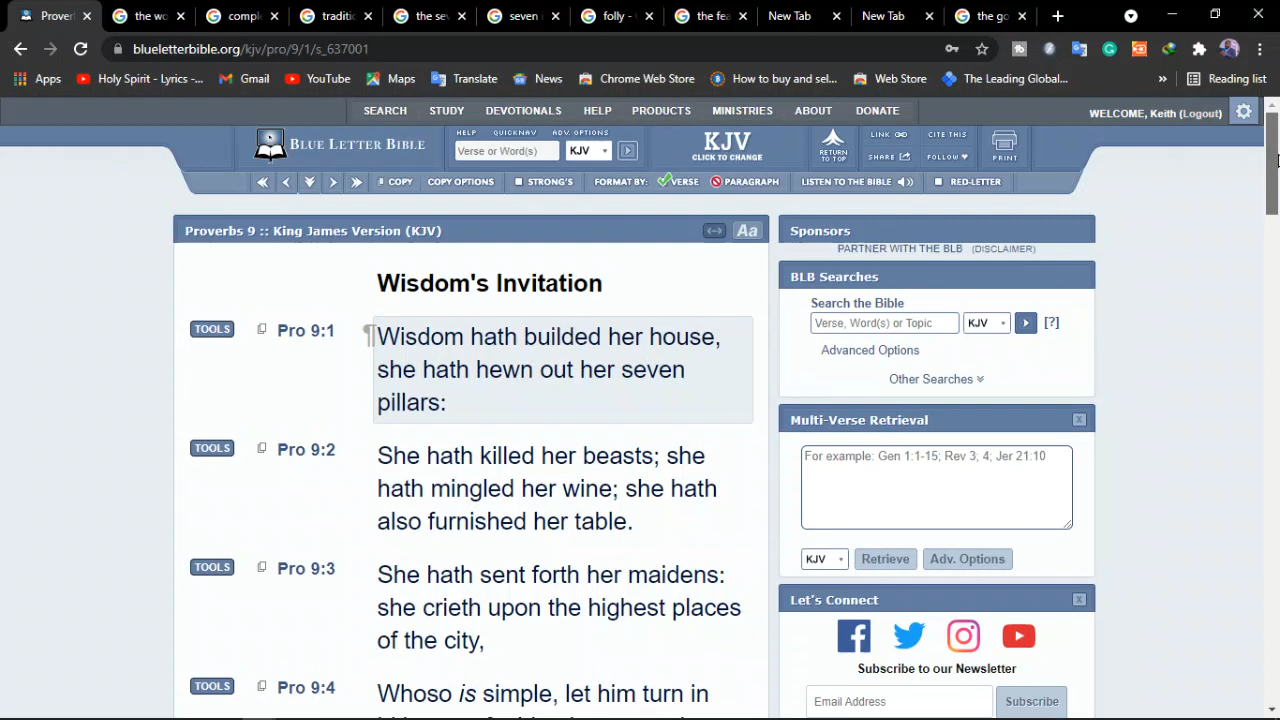 Prover
the wo
comple
traditio
the sev
seven
folly -
the fea
New Tab
New Tab
the go
blueletterbible.org/kjv/pro/9/1/s_637001
Apps
Holy Spirit - Lyrics -...
Gmail
YouTube
Maps
Translate
News
Chrome Web Store
How to buy and sel...
Web Store
The Leading Global...
Reading list
SEARCH STUDY DEVOTIONALS HELP PRODUCTS MINISTRIES ABOUT DONATE
WELCOME, Keith (Logout)
BLUE LETTER BIBLE
HELP QUICKNAV ADV. OPTIONS
Verse or Word(s) KJV
KJV
CLICK TO CHANGE
RETURN
TO TOP
LINK CITE THIS
SHARE FOLLOW
PRINT
COPY COPY OPTIONS STRONG'S FORMAT BY: VERSE PARAGRAPH LISTEN TO THE BIBLE RED-LETTER
Proverbs 9 :: King James Version (KJV)
Aa
Wisdom's Invitation
TOOLS Pro 9:1 ¶Wisdom hath builded her house,
she hath hewn out her seven
pillars:
TOOLS Pro 9:2 She hath killed her beasts; she
hath mingled her wine; she hath
also furnished her table.
TOOLS Pro 9:3 She hath sent forth her maidens:
she crieth upon the highest places
of the city,
TOOLS Pro 9:4 Whoso is simple, let him turn in
Sponsors
PARTNER WITH THE BLB (DISCLAIMER)
BLB Searches
Search the Bible
Verse, Word(s) or Topic KJV [?]
Advanced Options
Other Searches
Multi-Verse Retrieval
For example: Gen 1:1-15; Rev 3; 4; Jer 21:10
KJV Retrieve Adv. Options
Let's Connect
Subscribe to our Newsletter
Email Address Subscribe